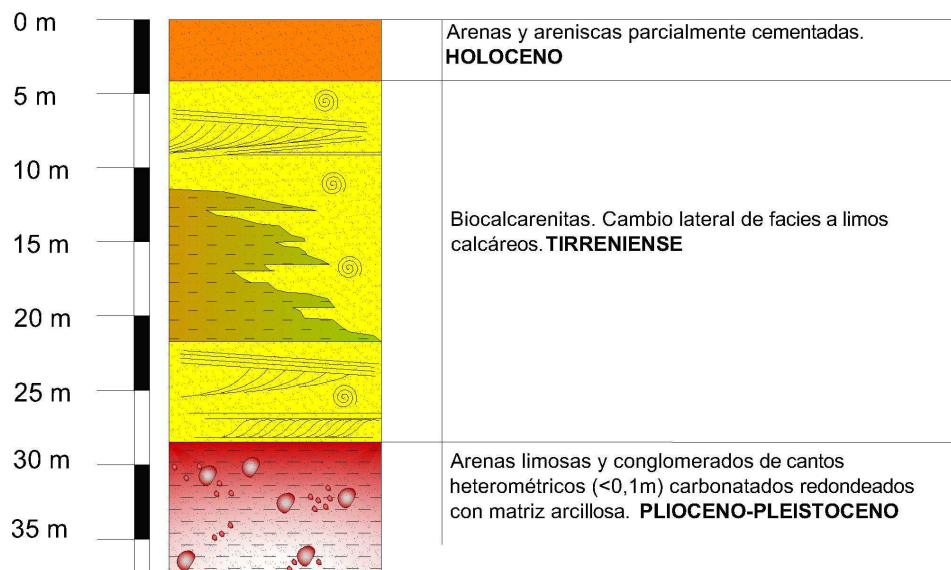 0 m
Arenas y areniscas parcialmente cementadas.
HOLOCENO
5 m
10 m
Biocalcarenitas. Cambio lateral de facies a limos
calcáreos. TIRRENIENSE
15 m
20 m
25 m
30 m
Arenas limosas y conglomerados de cantos
heterométricos (<0,1m) carbonatados redondeados
con matriz arcillosa. PLIOCENO-PLEISTOCENO
35 m